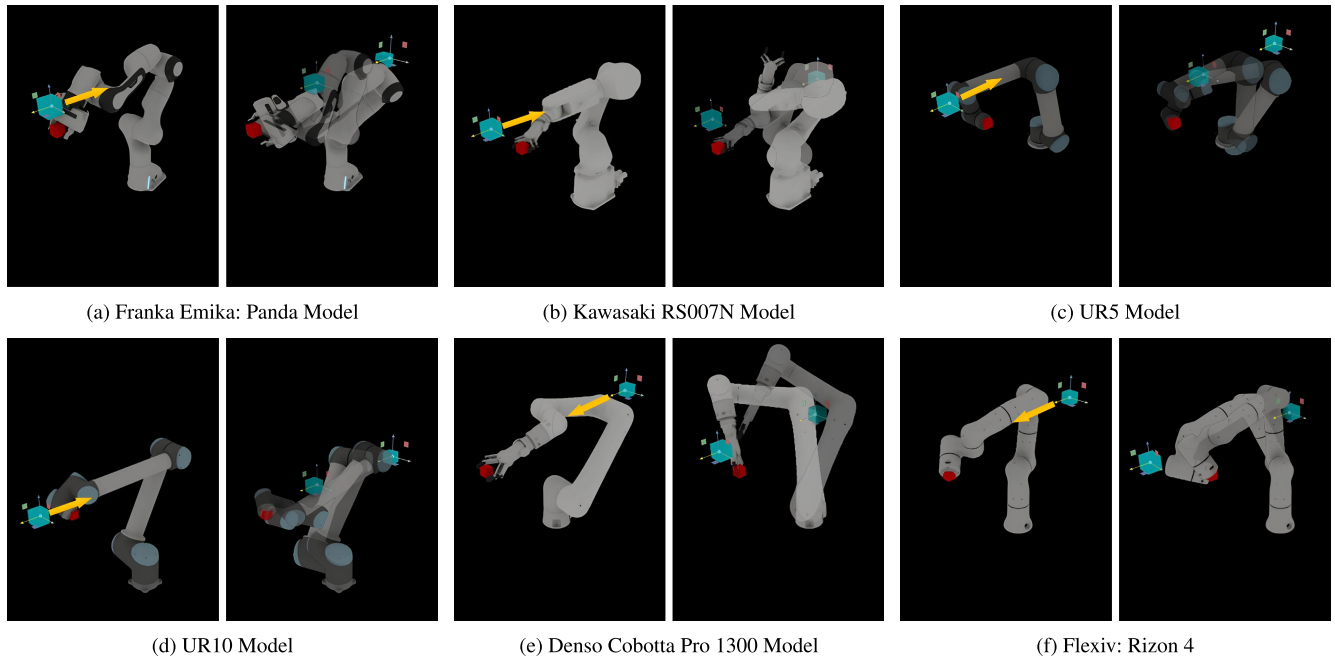 (a) Franka Emika: Panda Model
(b) Kawasaki RS007N Model
(c) UR5 Model
(d) UR10 Model
(e) Denso Cobotta Pro 1300 Model
(f) Flexiv: Rizon 4